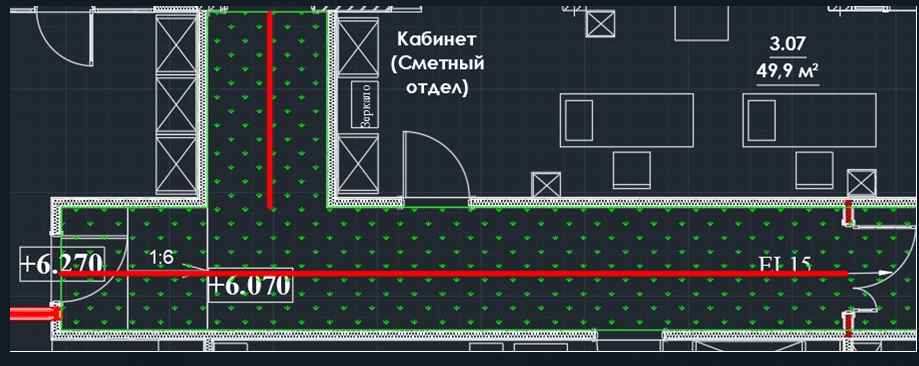 Кабинет
(Сметный
отдел)
3.07
49,9 м²
Зеркало
+6.270
1:6
+6.070
EI 15